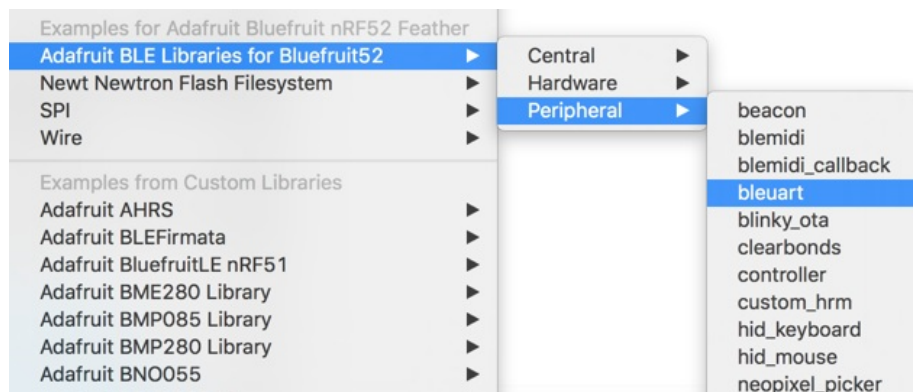 Examples for Adafruit Bluefruit nRF52 Feather
Adafruit BLE Libraries for Bluefruit52
Newt Newtron Flash Filesystem
SPI
Wire
Examples from Custom Libraries
Adafruit AHRS
Adafruit BLEFirmata
Adafruit BluefruitLE nRF51
Adafruit BME280 Library
Adafruit BMP085 Library
Adafruit BMP280 Library
Adafruit BNO055
Central
Hardware
Peripheral
beacon
blemidi
blemidi_callback
bleuart
blinky_ota
clearbonds
controller
custom_hrm
hid_keyboard
hid_mouse
neopixel_picker